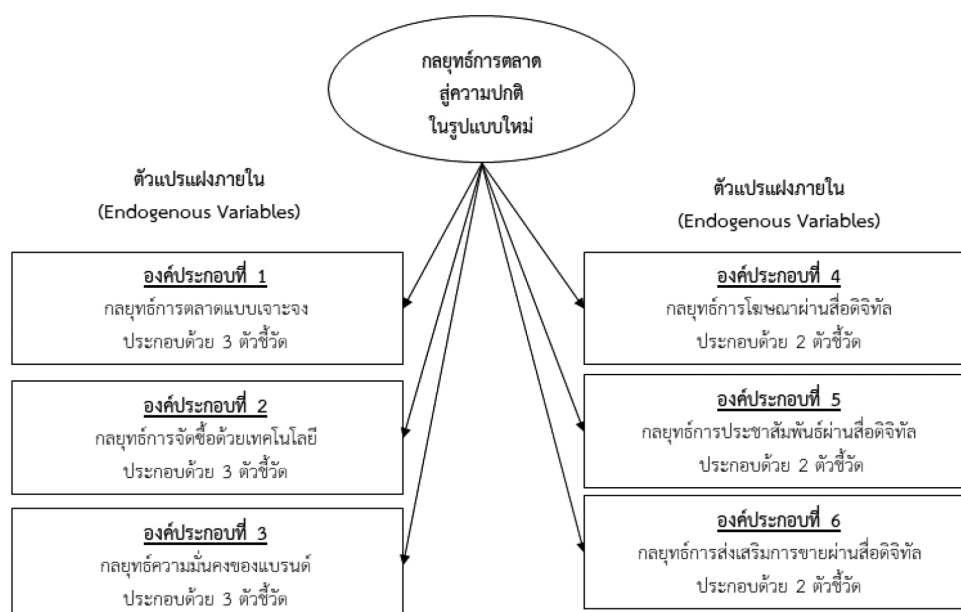 กลยุทธ์การตลาด
สู่ความปกติ
ในรูปแบบใหม่
ตัวแปรแฝงภายใน
(Endogenous Variables)
องค์ประกอบที่ 1
กลยุทธ์การตลาดแบบเจาะจง
ประกอบด้วย 3 ตัวชี้วัด
องค์ประกอบที่ 2
กลยุทธ์การจัดซื้อด้วยเทคโนโลยี
ประกอบด้วย 3 ตัวชี้วัด
องค์ประกอบที่ 3
กลยุทธ์ความมั่นคงของแบรนด์
ประกอบด้วย 3 ตัวชี้วัด
ตัวแปรแฝงภายใน
(Endogenous Variables)
องค์ประกอบที่ 4
กลยุทธ์การโฆษณาผ่านสื่อดิจิทัล
ประกอบด้วย 2 ตัวชี้วัด
องค์ประกอบที่ 5
กลยุทธ์การประชาสัมพันธ์ผ่านสื่อดิจิทัล
ประกอบด้วย 2 ตัวชี้วัด
องค์ประกอบที่ 6
กลยุทธ์การส่งเสริมการขายผ่านสื่อดิจิทัล
ประกอบด้วย 2 ตัวชี้วัด